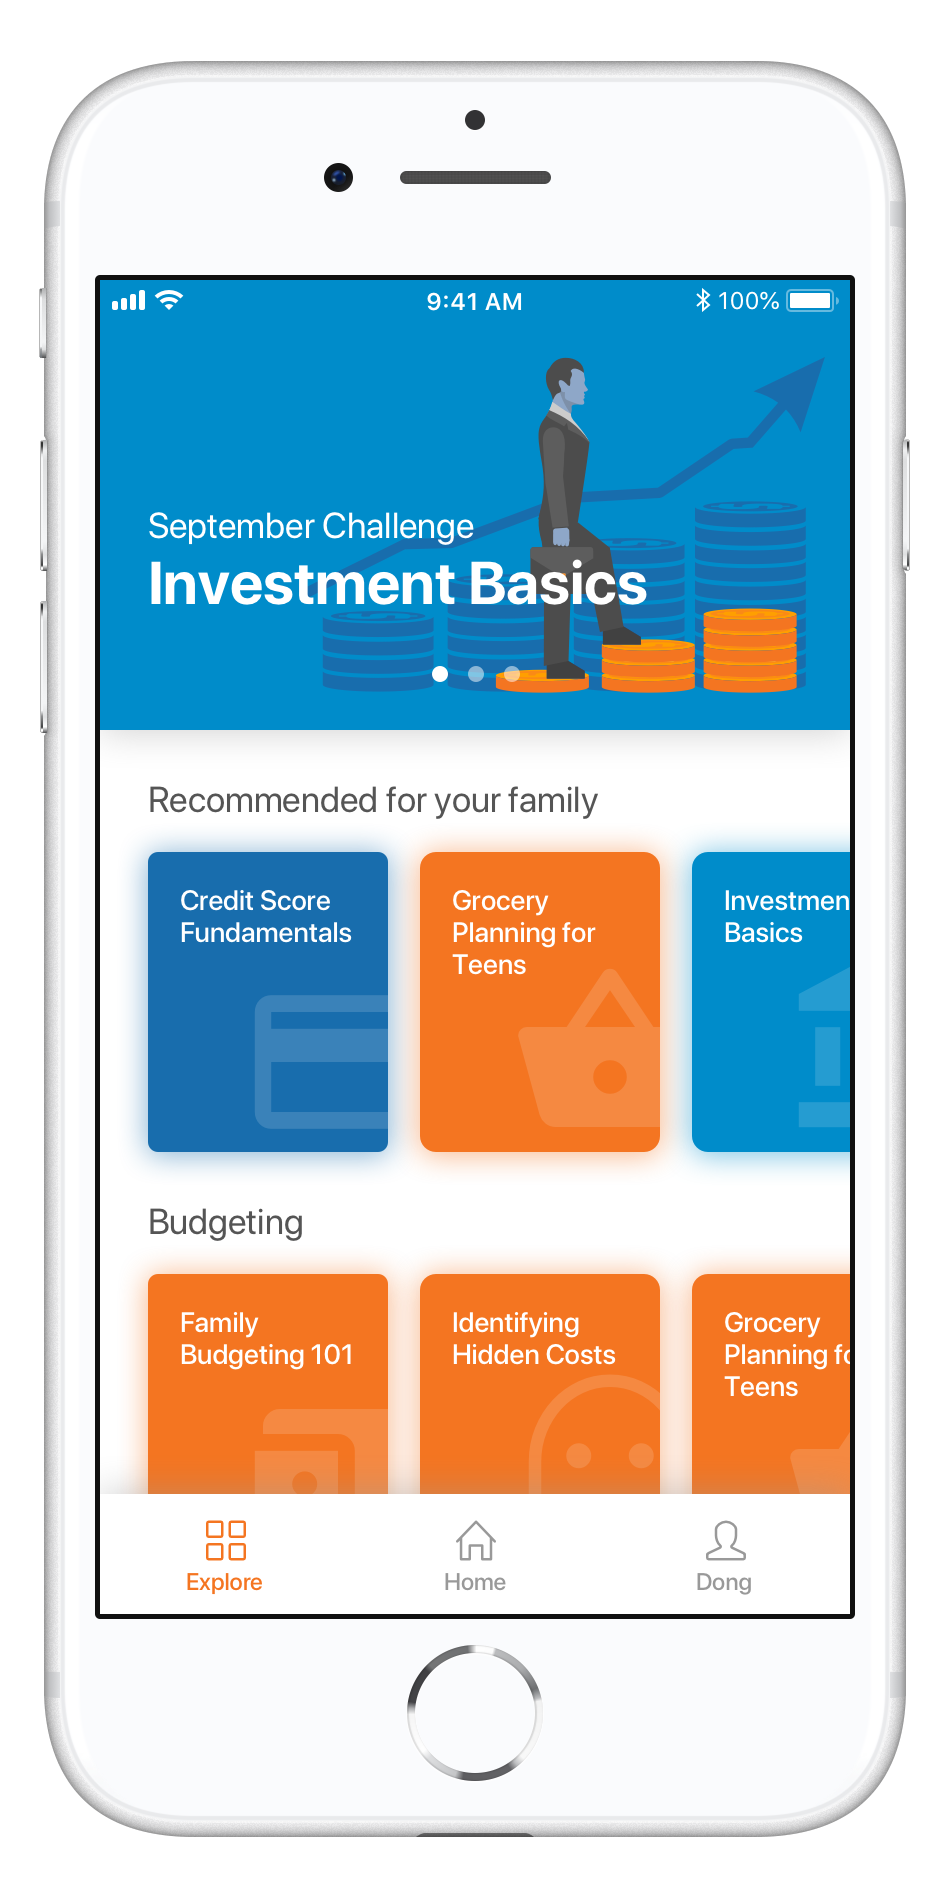 9:41 AM
100%
September Challenge
Investment Basics
Recommended for your family
Credit Score
Fundamentals
Grocery
Planning for
Teens
Investmen
Basics
Budgeting
Family
Budgeting 101
Identifying
Hidden Costs
Grocery
Planning fo
Teens
Explore
Home
Dong